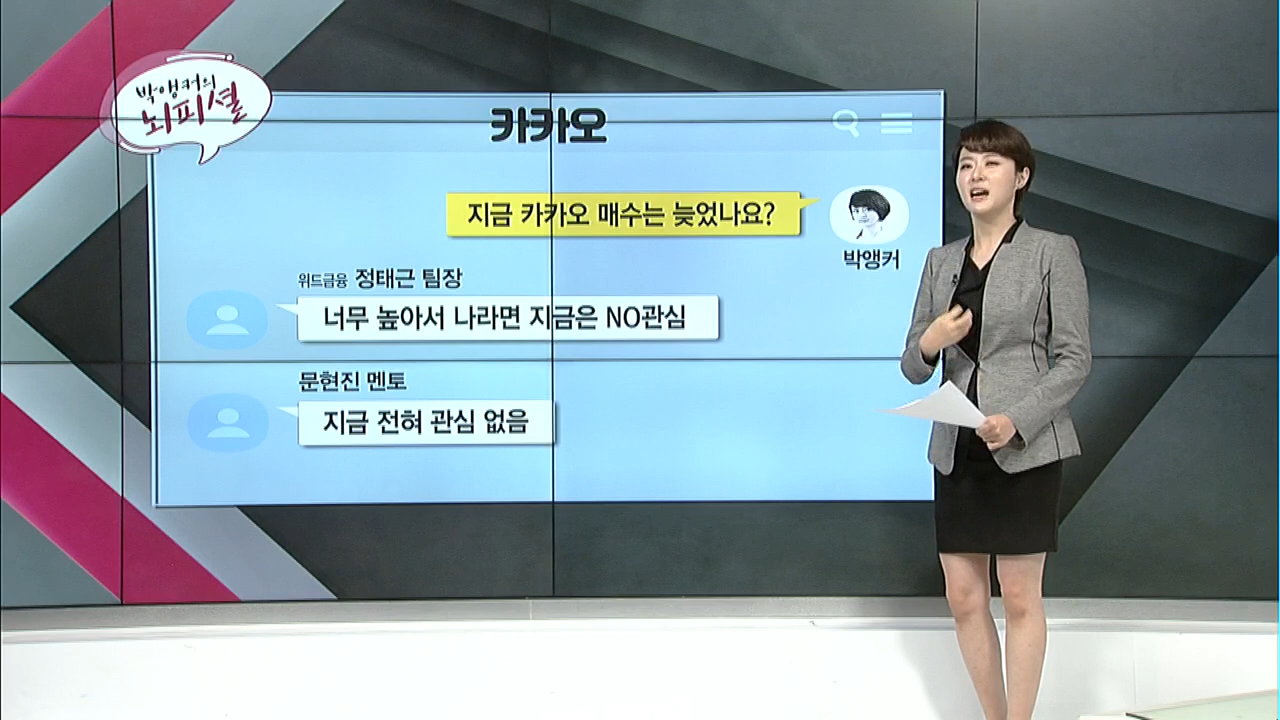 박앵커의
뇌피셜
카카오
지금 카카오 매수는 늦었나요?
박앵커
위드금융 정태근 팀장
너무 높아서 나라면 지금은 NO관심
문현진 멘토
지금 전혀 관심 없음